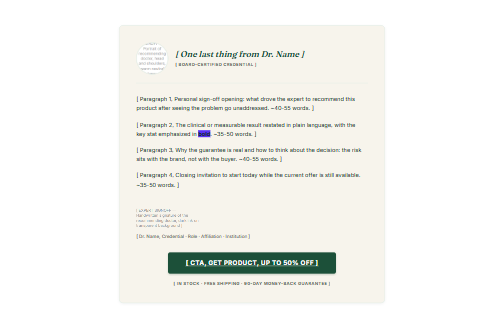 [ One last thing from Dr. Name ]
[ BOARD-CERTIFIED CREDENTIAL ]
[ Paragraph 1, Personal sign-off opening: what drove the expert to recommend this
product after seeing the problem go unaddressed. ~40-55 words. ]
[ Paragraph 2, The clinical or measurable result restated in plain language, with the
key stat emphasized in bold. ~35-50 words. ]
[ Paragraph 3, Why the guarantee is real and how to think about the decision: the risk
sits with the brand, not with the buyer. ~40-55 words. ]
[ Paragraph 4, Closing invitation to start today while the current offer is still available.
~35-50 words. ]
[ Dr. Name, Credential · Role · Affiliation · Institution ]
[ CTA, GET PRODUCT, UP TO 50% OFF ]
[ IN STOCK · FREE SHIPPING · 90-DAY MONEY-BACK GUARANTEE ]